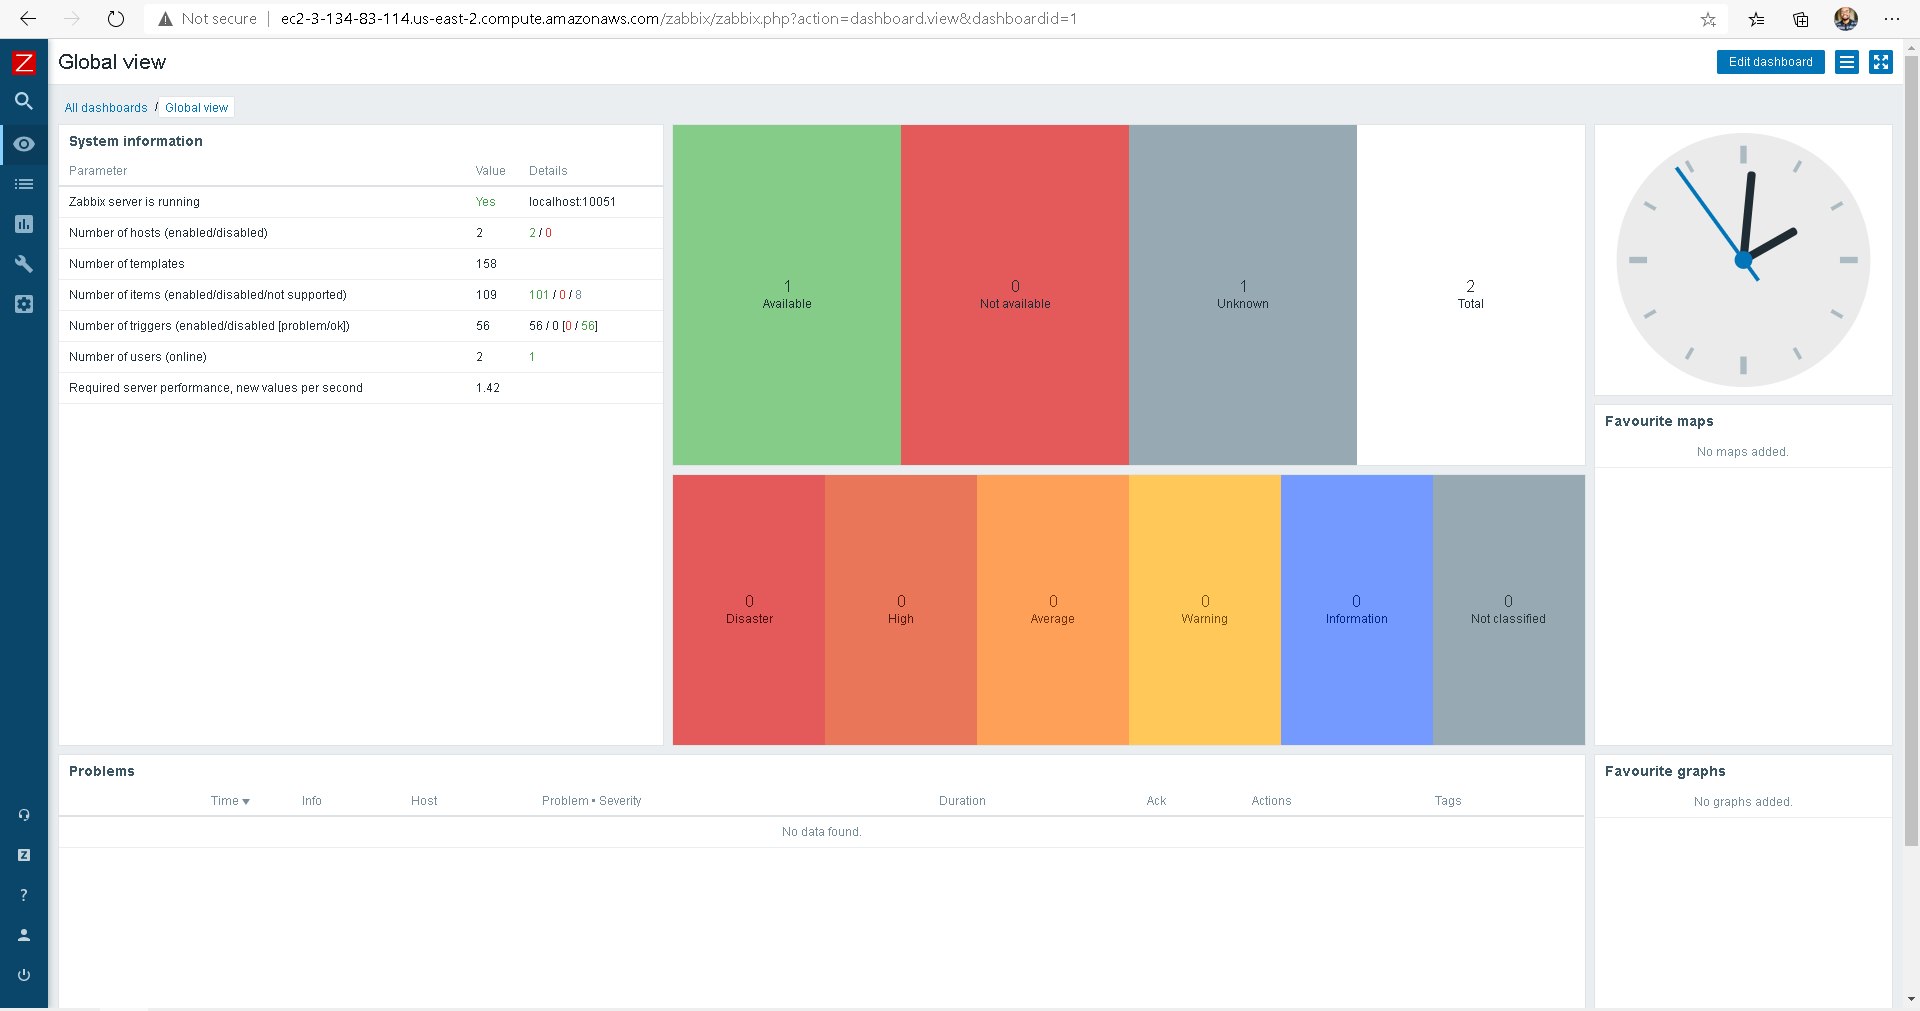 Not secure | ec2-3-134-83-114.us-east-2.compute.amazonaws.com/zabbix/zabbix.php?action=dashboard.view&dashboardid=1
Z
Global view
Edit dashboard
All dashboards / Global view
System information
Parameter Value Details
Zabbix server is running Yes localhost:10051
Number of hosts (enabled/disabled) 2 2 / 0
Number of templates 158
Number of items (enabled/disabled/not supported) 109 101 / 0 / 8
Number of triggers (enabled/disabled [problem/ok]) 56 56 / 0 [0 / 56]
Number of users (online) 2 1
Required server performance, new values per second 1.42
1
Available
0
Not available
1
Unknown
2
Total
0
Disaster
0
High
0
Average
0
Warning
0
Information
0
Not classified
Favourite maps
No maps added.
Problems
Time Info Host Problem • Severity Duration Ack Actions Tags
No data found.
Favourite graphs
No graphs added.
Z
?